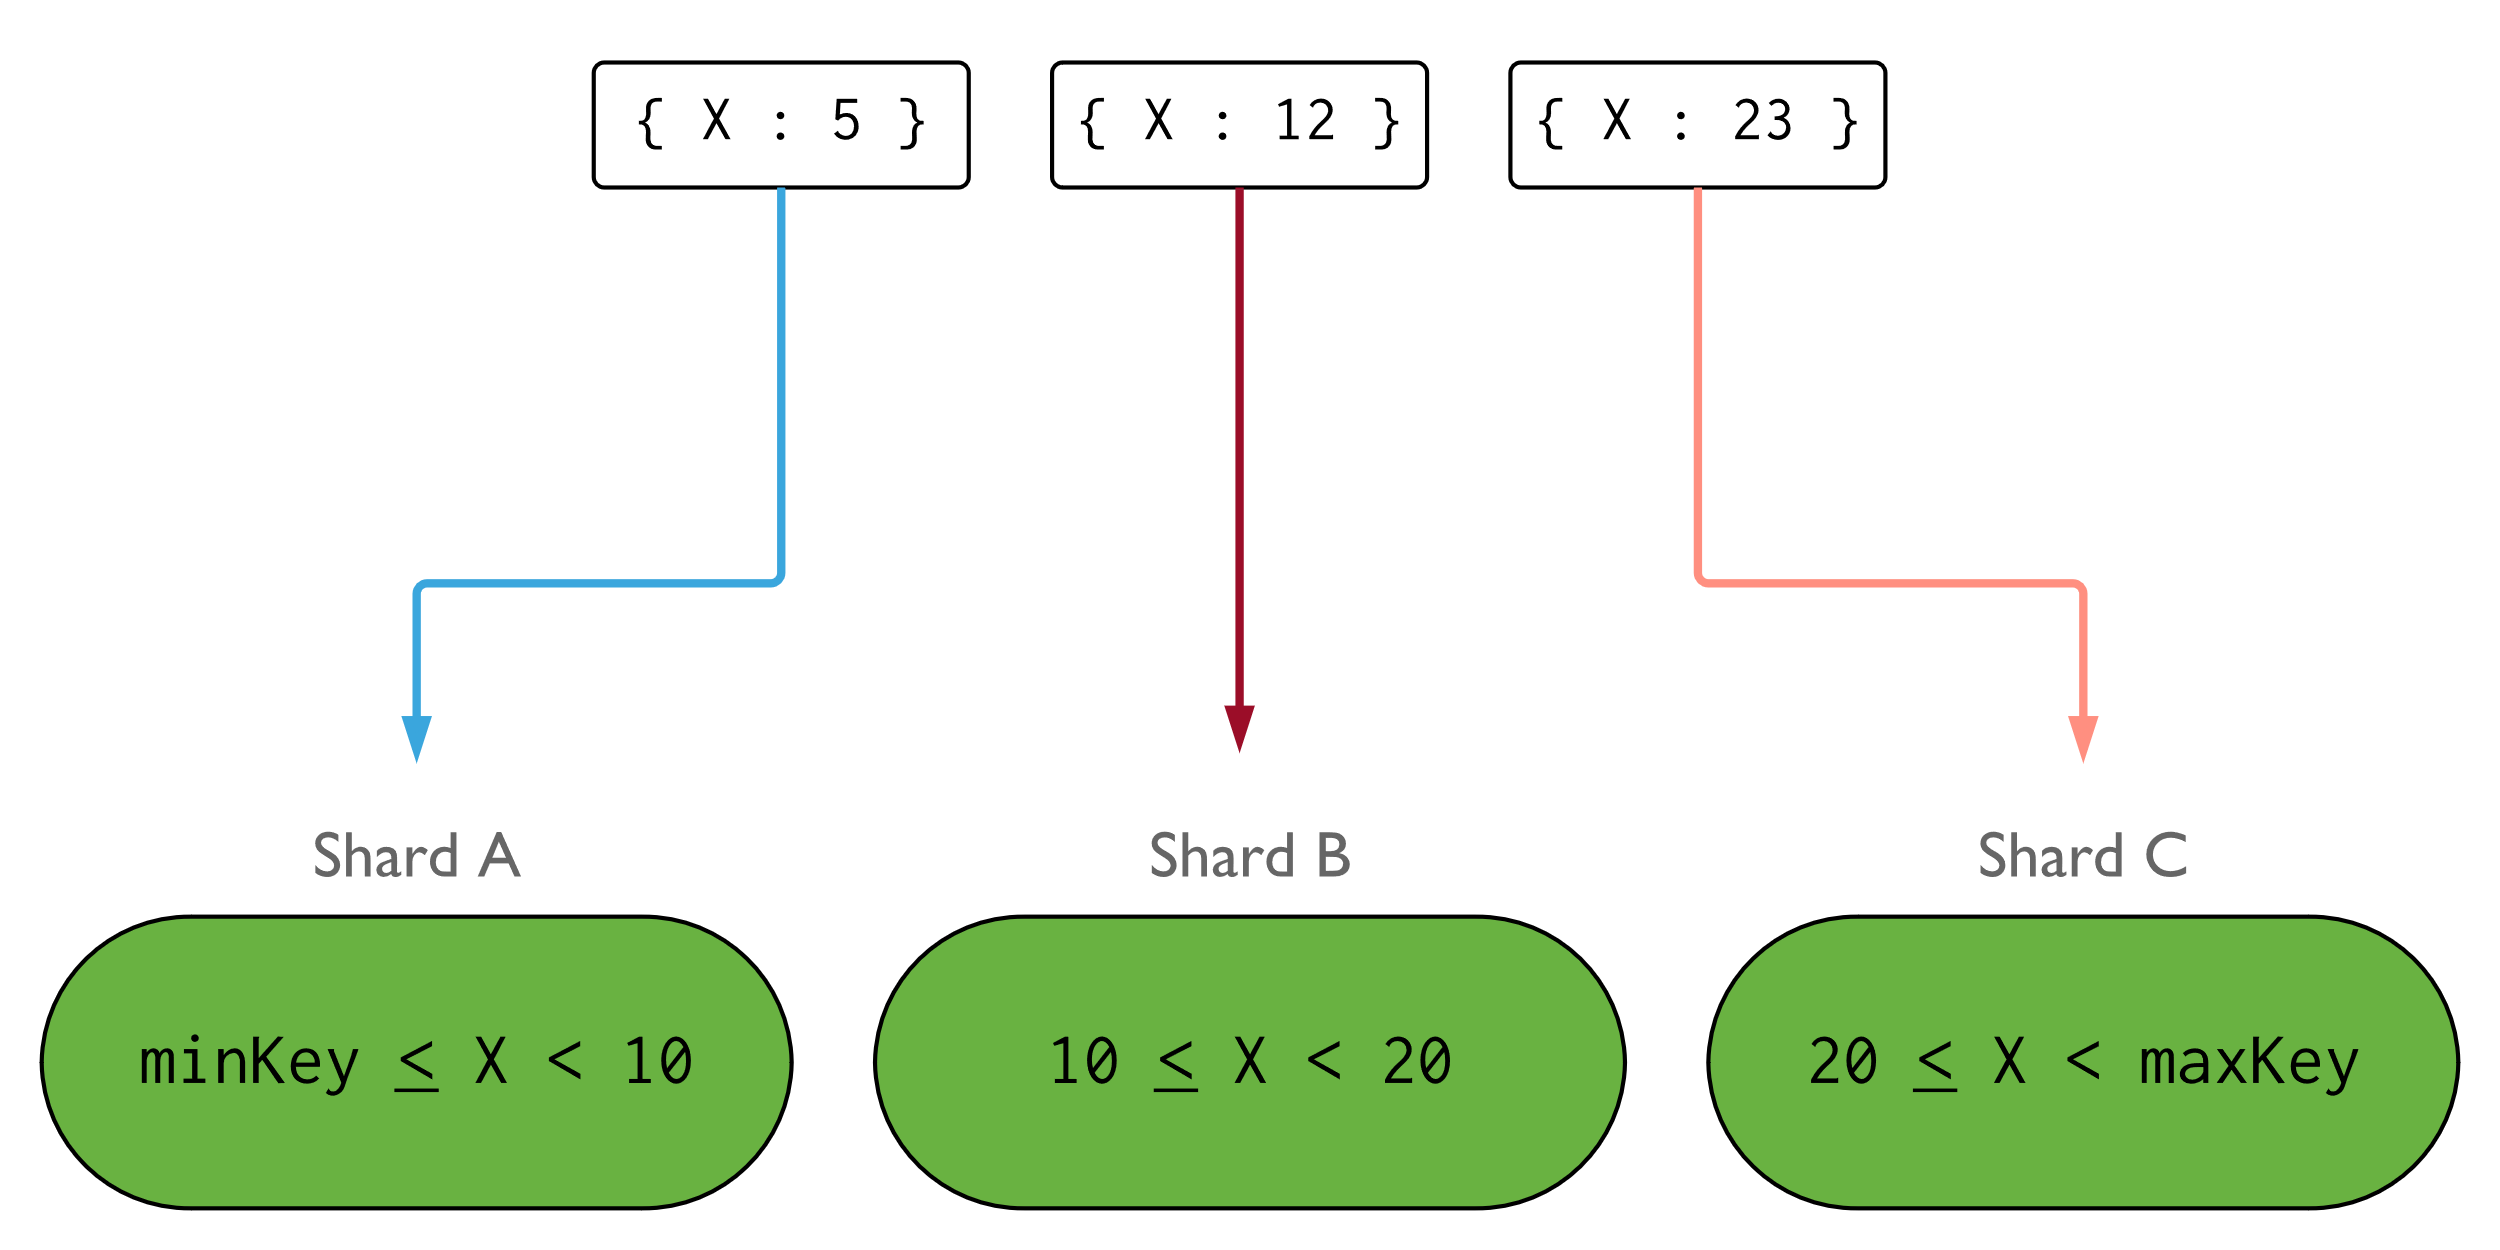 { X : 5 }
{ X : 12 }
{ X : 23 }
Shard A
Shard B
Shard C
minKey ≤ X < 10
10 ≤ X < 20
20 ≤ X < maxKey